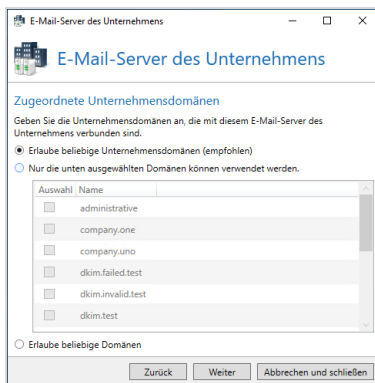 E-Mail-Server des Unternehmens
E-Mail-Server des Unternehmens
Zugeordnete Unternehmensdomänen
Geben Sie die Unternehmensdomänen an, die mit diesem E-Mail-Server des
Unternehmens verbunden sind.
Erlaube beliebige Unternehmensdomänen (empfohlen)
Nur die unten ausgewählten Domänen können verwendet werden.
Auswahl Name
administrative
company.one
company.uno
dkim.failed.test
dkim.invalid.test
dkim.test
Erlaube beliebige Domänen
Zurück Weiter Abbrechen und schließen